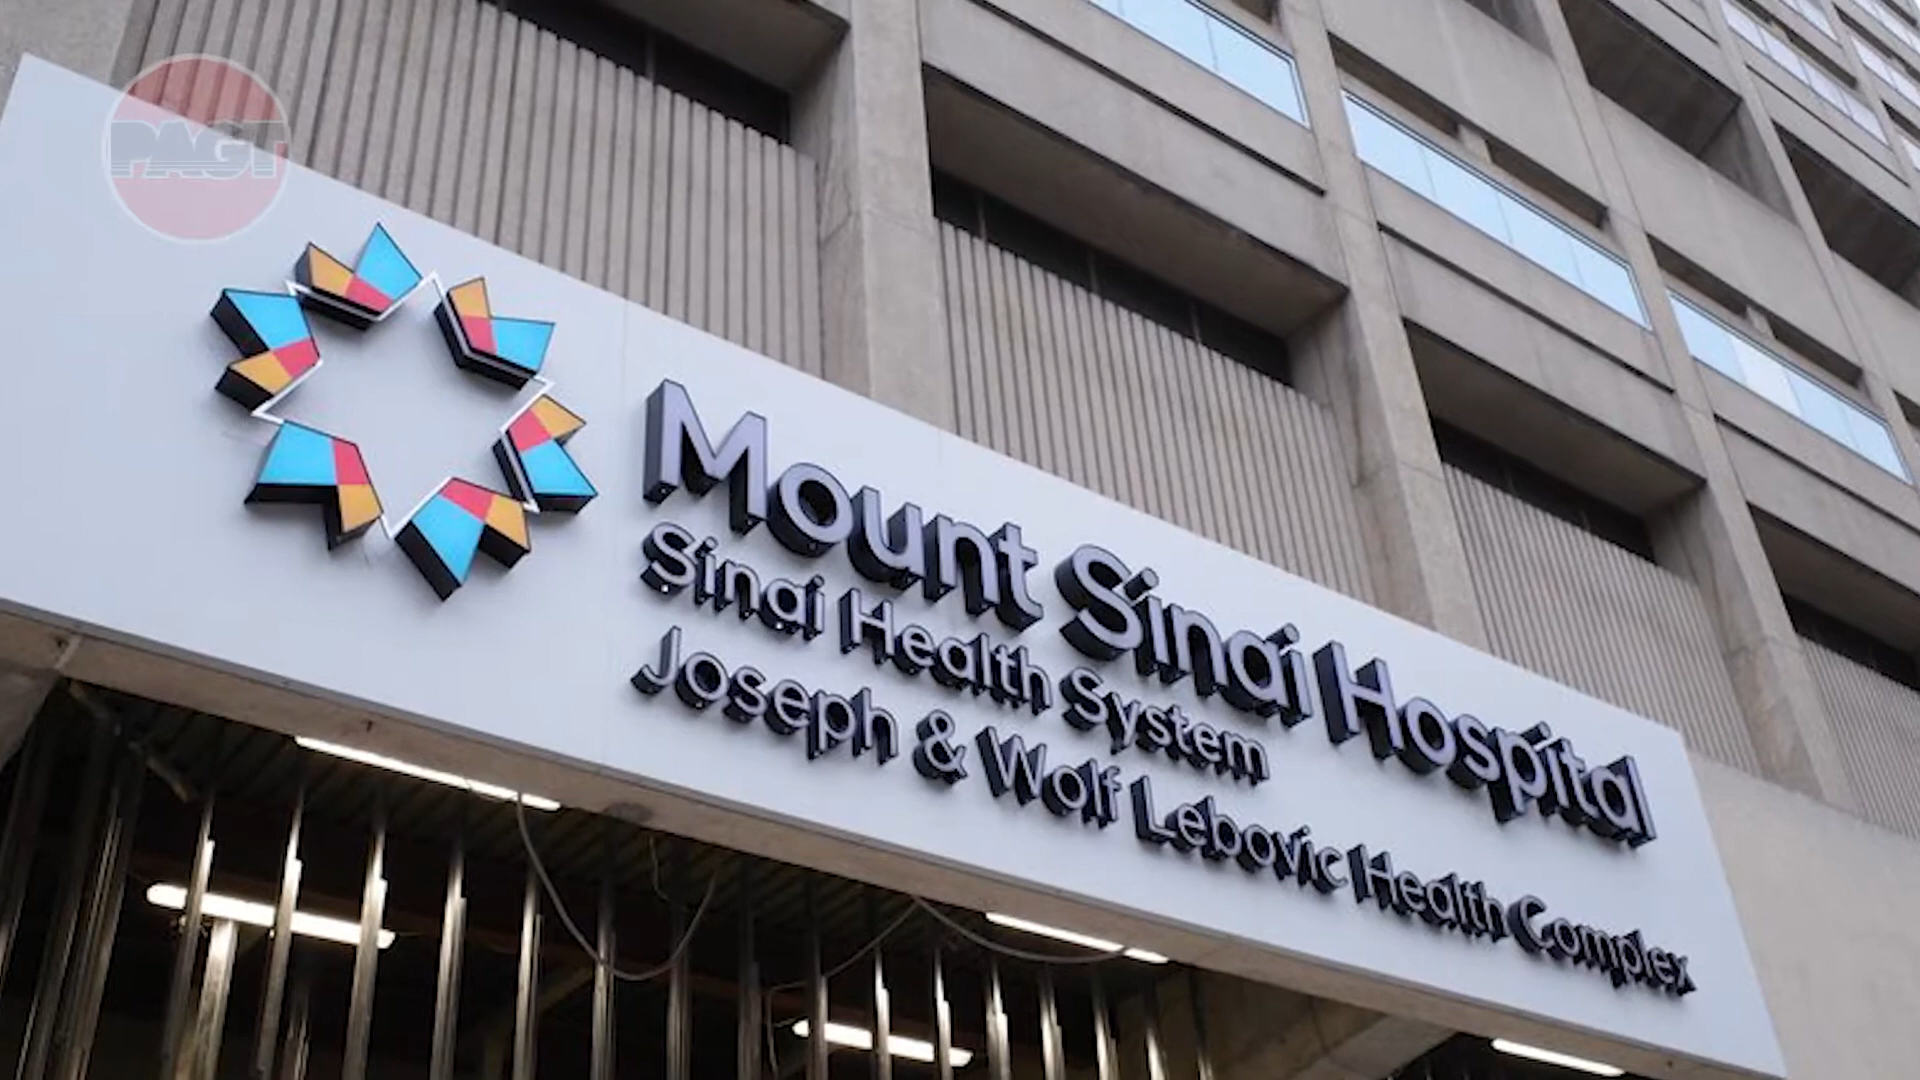 PAGT
Mount Sinai Hospital
Sinai Health System
Joseph & Wolf Lebovic Health Complex